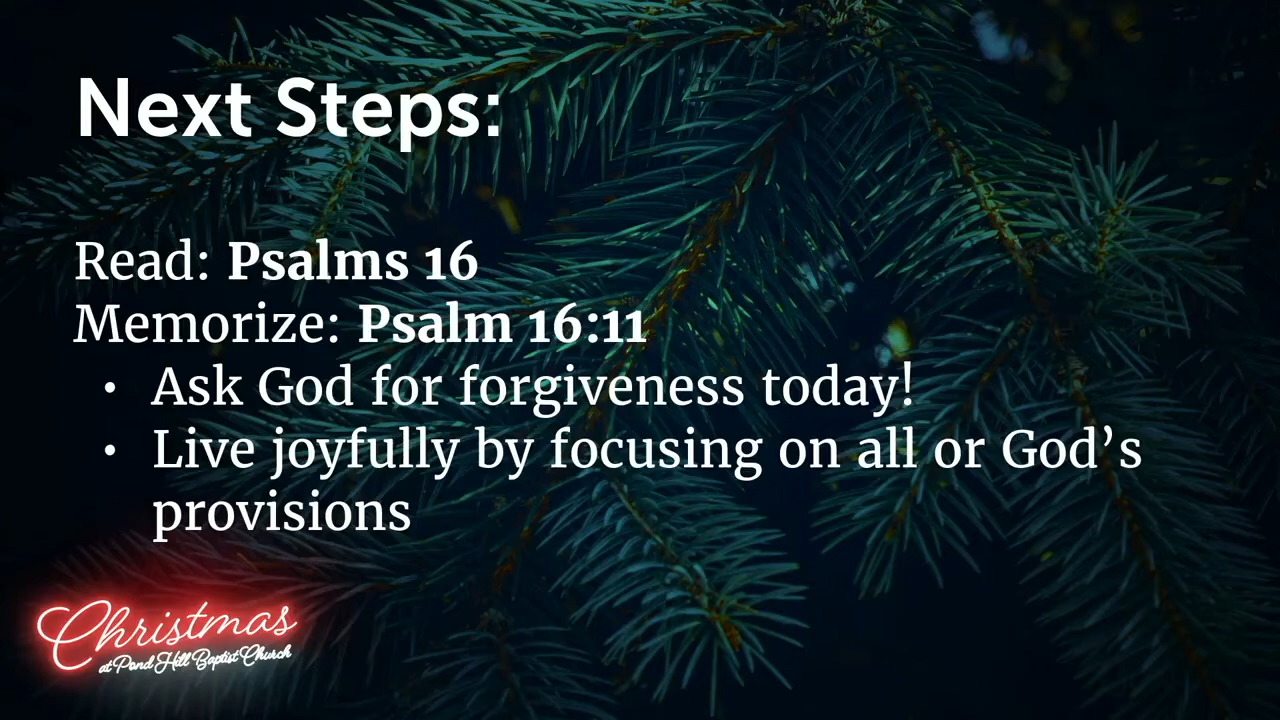 Next Steps:
Read: Psalms 16
Memorize: Psalm 16:11
• Ask God for forgiveness today!
• Live joyfully by focusing on all or God’s
provisions
Christmas
at Pond Hill Baptist Church